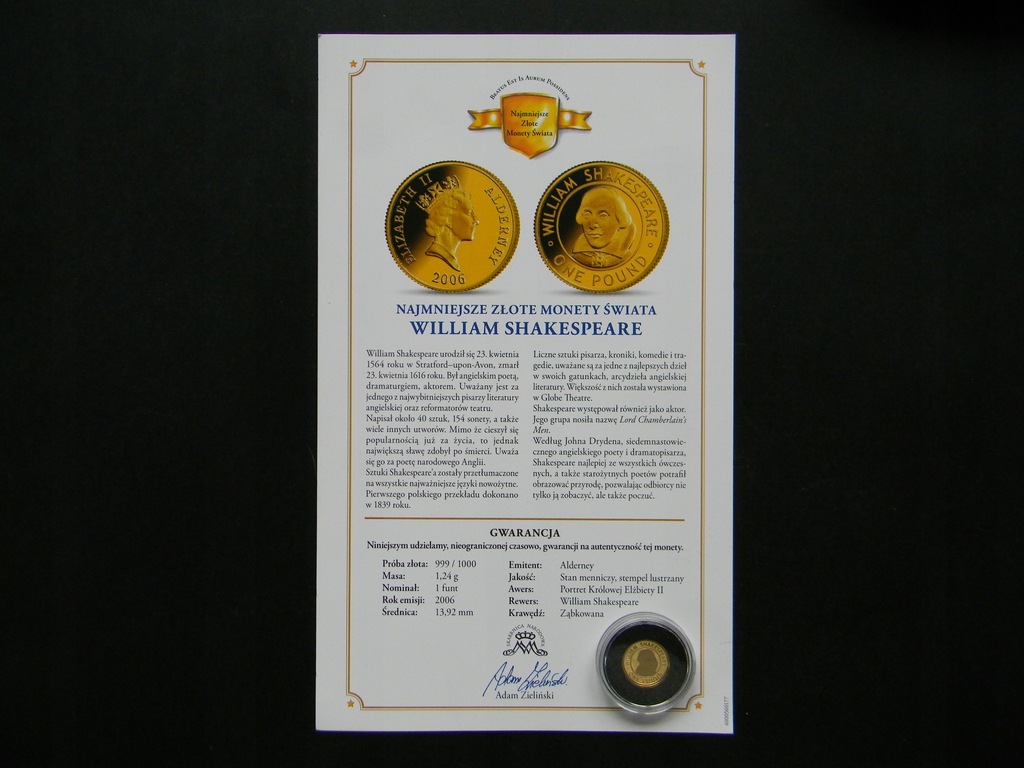 Beatus Est Is Aurum Possidens
Najmniejsze
Złote
Monety Świata
ELIZABETH II
ALDERNEY
2006
WILLIAM SHAKESPEARE
ONE POUND
NAJMNIEJSZE ZŁOTE MONETY ŚWIATA
WILLIAM SHAKESPEARE
William Shakespeare urodził się 23. kwietnia
1564 roku w Stratford–upon-Avon, zmarł
23. kwietnia 1616 roku. Był angielskim poetą,
dramaturgiem, aktorem. Uważany jest za
jednego z najwybitniejszych pisarzy literatury
angielskiej oraz reformatorów teatru.
Napisał około 40 sztuk, 154 sonety, a także
wiele innych utworów. Mimo że cieszył się
popularnością już za życia, to jednak
największą sławę zdobył po śmierci. Uważa
się go za poetę narodowego Anglii.
Sztuki Shakespeare'a zostały przetłumaczone
na wszystkie najważniejsze języki nowożytne.
Pierwszego polskiego przekładu dokonano
w 1839 roku.
Liczne sztuki pisarza, kroniki, komedie i tra-
gedie, uważane są za jedne z najlepszych dzieł
w swoich gatunkach, arcydzieła angielskiej
literatury. Większość z nich została wystawiona
w Globe Theatre.
Shakespeare występował również jako aktor.
Jego grupa nosiła nazwę Lord Chamberlain's
Men.
Według Johna Drydena, siedemnastowie-
cznego angielskiego poety i dramatopisarza,
Shakespeare najlepiej ze wszystkich ówczes-
nych, a także starożytnych poetów potrafił
obrazować przyrodę, pozwalając odbiorcy nie
tylko ją zobaczyć, ale także poczuć.
GWARANCJA
Niniejszym udzielamy, nieograniczonej czasowo, gwarancji na autentyczność tej monety.
Próba złota: 999 / 1000
Masa: 1,24 g
Nominał: 1 funt
Rok emisji: 2006
Średnica: 13,92 mm
Emitent: Alderney
Jakość: Stan menniczy, stempel lustrzany
Awers: Portret Królowej Elżbiety II
Rewers: William Shakespeare
Krawędź: Ząbkowana
SKARBNICA NARODOWA
Adam Zieliński
Adam Zieliński
WILLIAM SHAKESPEARE